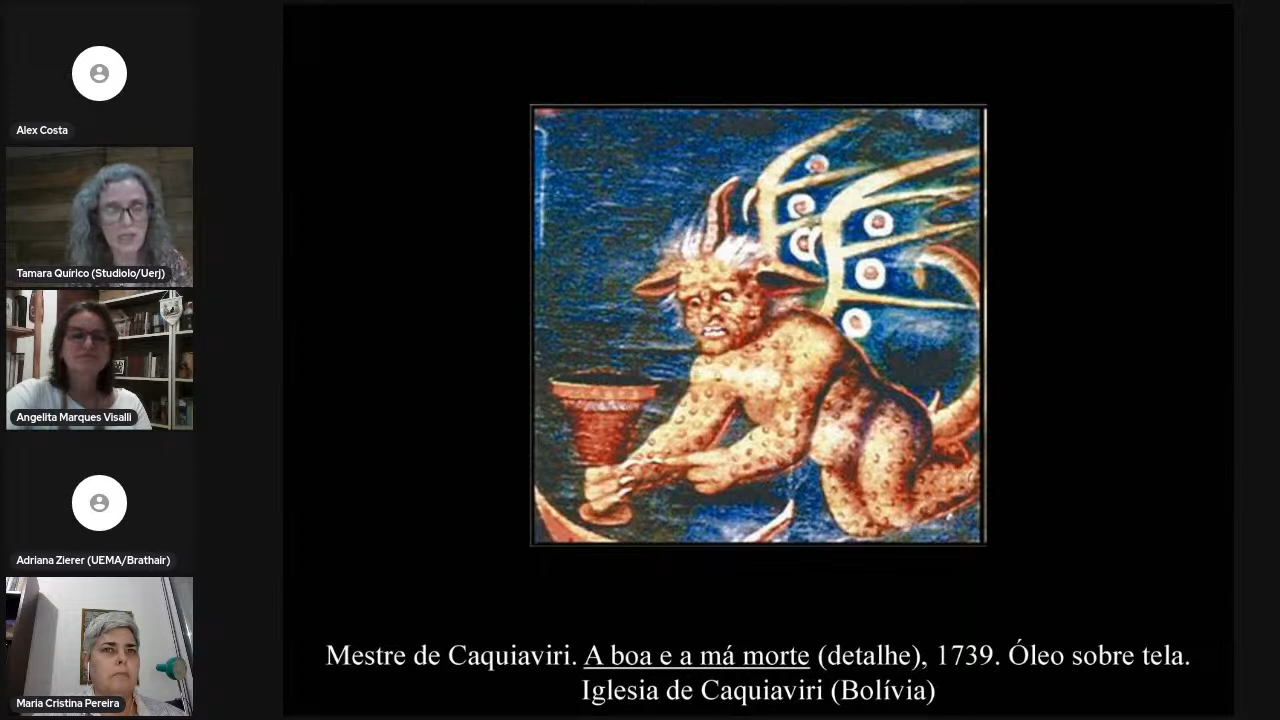 Alex Costa
Tamara Quírico (Studiolo/Uerj)
Angelita Marques Visalli
Adriana Zierer (UEMA/Brathair)
Maria Cristina Pereira
Mestre de Caquiaviri. A boa e a má morte (detalhe), 1739. Óleo sobre tela.
Iglesia de Caquiaviri (Bolívia)